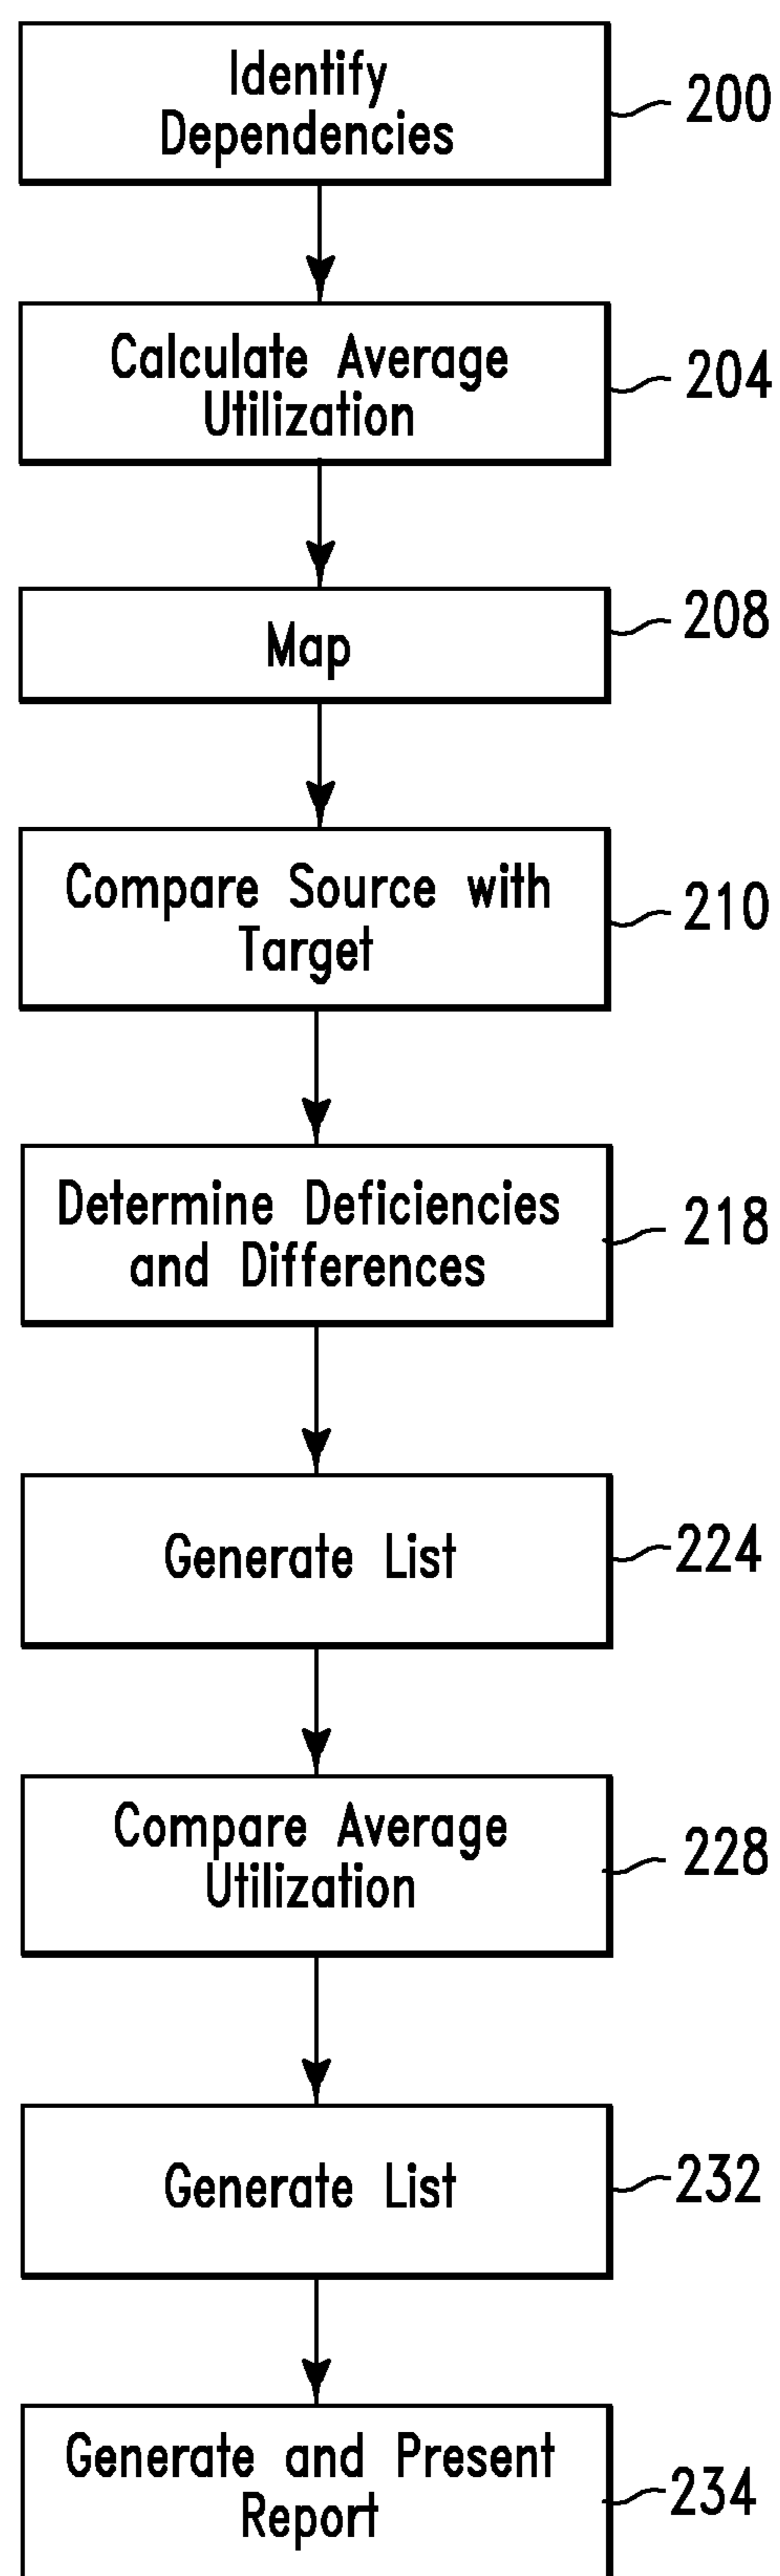 Identify
Dependencies
200
Calculate Average
Utilization
204
Map
208
Compare Source with
Target
210
Determine Deficiencies
and Differences
218
Generate List
224
Compare Average
Utilization
228
Generate List
232
Generate and Present
Report
234